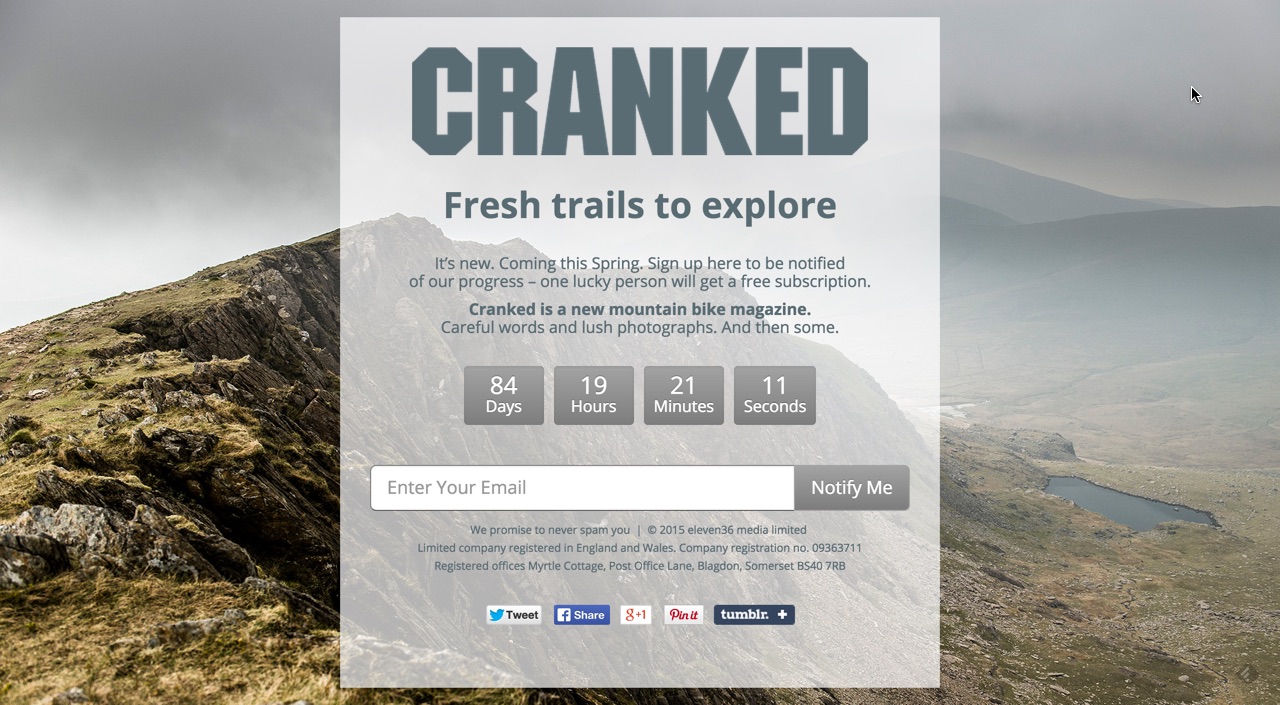 CRANKED
Fresh trails to explore
It’s new. Coming this Spring. Sign up here to be notified
of our progress – one lucky person will get a free subscription.
Cranked is a new mountain bike magazine.
Careful words and lush photographs. And then some.
84 19 21 11
Days Hours Minutes Seconds
Enter Your Email Notify Me
We promise to never spam you | © 2015 eleven36 media limited
Limited company registered in England and Wales. Company registration no. 09363711
Registered offices Myrtle Cottage, Post Office Lane, Blagdon, Somerset BS40 7RB
Tweet f Share g+1 Pin it tumblr. +